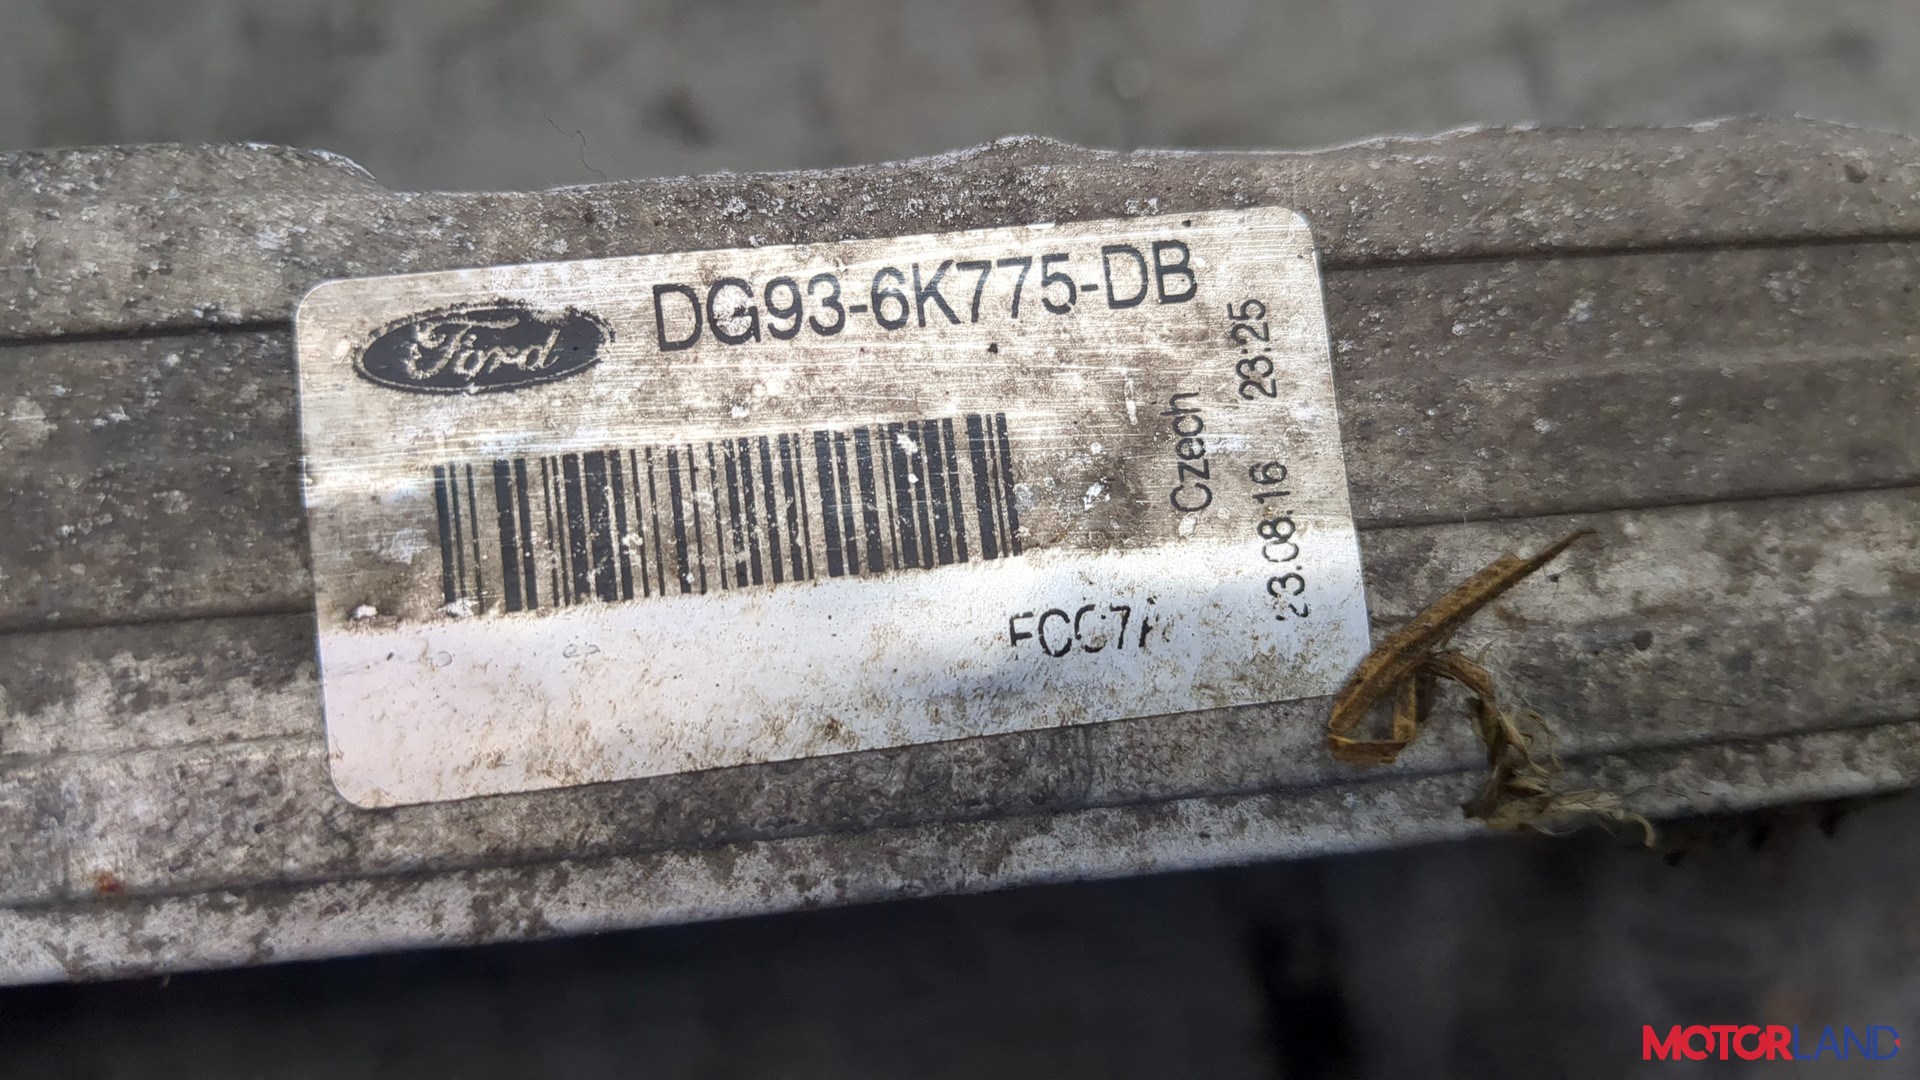 Ford
DG93-6K775-DB
Czech
23.08.16 23:25
MOTORLAND